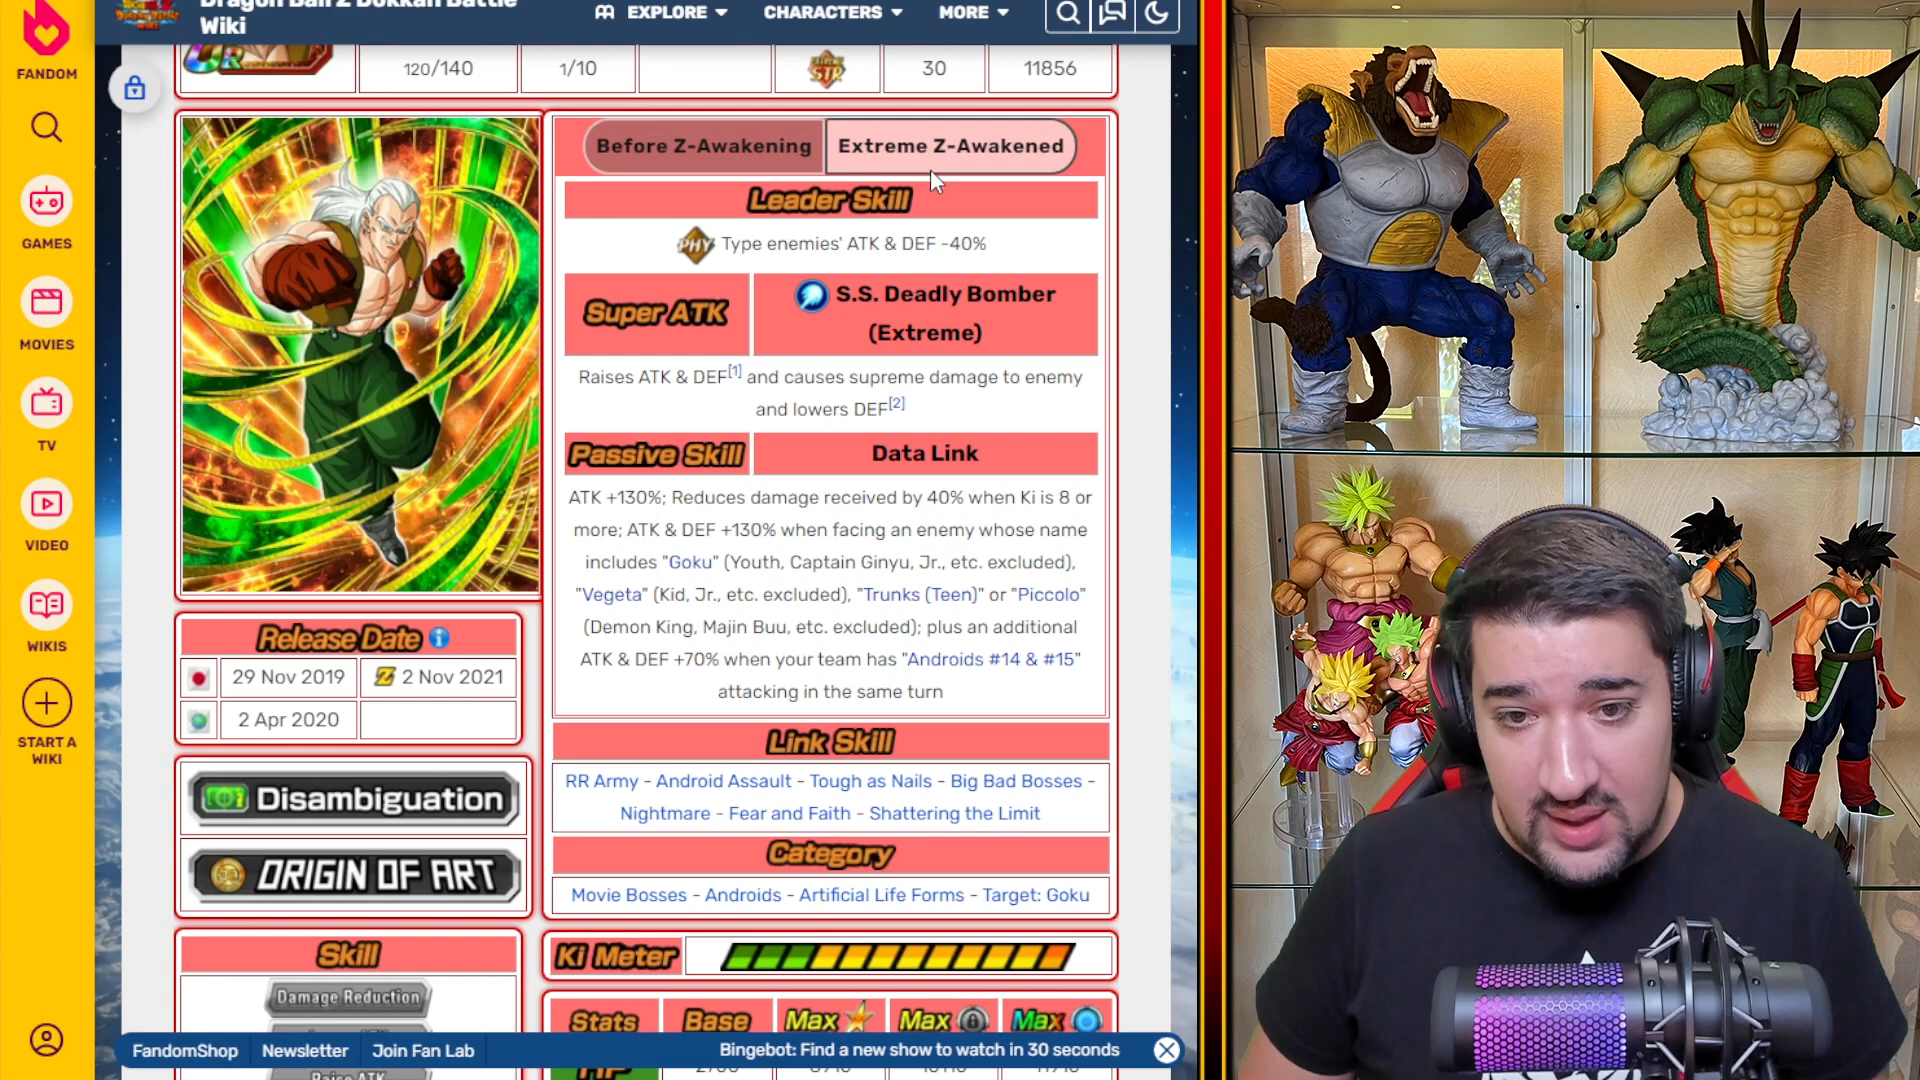 Dragon Ball Z Dokkan Battle
Wiki
EXPLORE
CHARACTERS
MORE
FANDOM
GAMES
MOVIES
TV
VIDEO
WIKIS
START A
WIKI
UR
120/140
1/10
STR
30
11856
Before Z-Awakening
Extreme Z-Awakened
Leader Skill
PHY Type enemies' ATK & DEF -40%
Super ATK
S.S. Deadly Bomber
(Extreme)
Raises ATK & DEF[1] and causes supreme damage to enemy
and lowers DEF[2]
Passive Skill
Data Link
ATK +130%; Reduces damage received by 40% when Ki is 8 or
more; ATK & DEF +130% when facing an enemy whose name
includes "Goku" (Youth, Captain Ginyu, Jr., etc. excluded),
"Vegeta" (Kid, Jr., etc. excluded), "Trunks (Teen)" or "Piccolo"
(Demon King, Majin Buu, etc. excluded); plus an additional
ATK & DEF +70% when your team has "Androids #14 & #15"
attacking in the same turn
Link Skill
RR Army - Android Assault - Tough as Nails - Big Bad Bosses -
Nightmare - Fear and Faith - Shattering the Limit
Category
Movie Bosses - Androids - Artificial Life Forms - Target: Goku
Ki Meter
Stats
Base
Max
Max
Max
Release Date
29 Nov 2019
Z 2 Nov 2021
2 Apr 2020
Disambiguation
ORIGIN OF ART
Skill
Damage Reduction
Raise ATK
FandomShop
Newsletter
Join Fan Lab
Bingebot: Find a new show to watch in 30 seconds